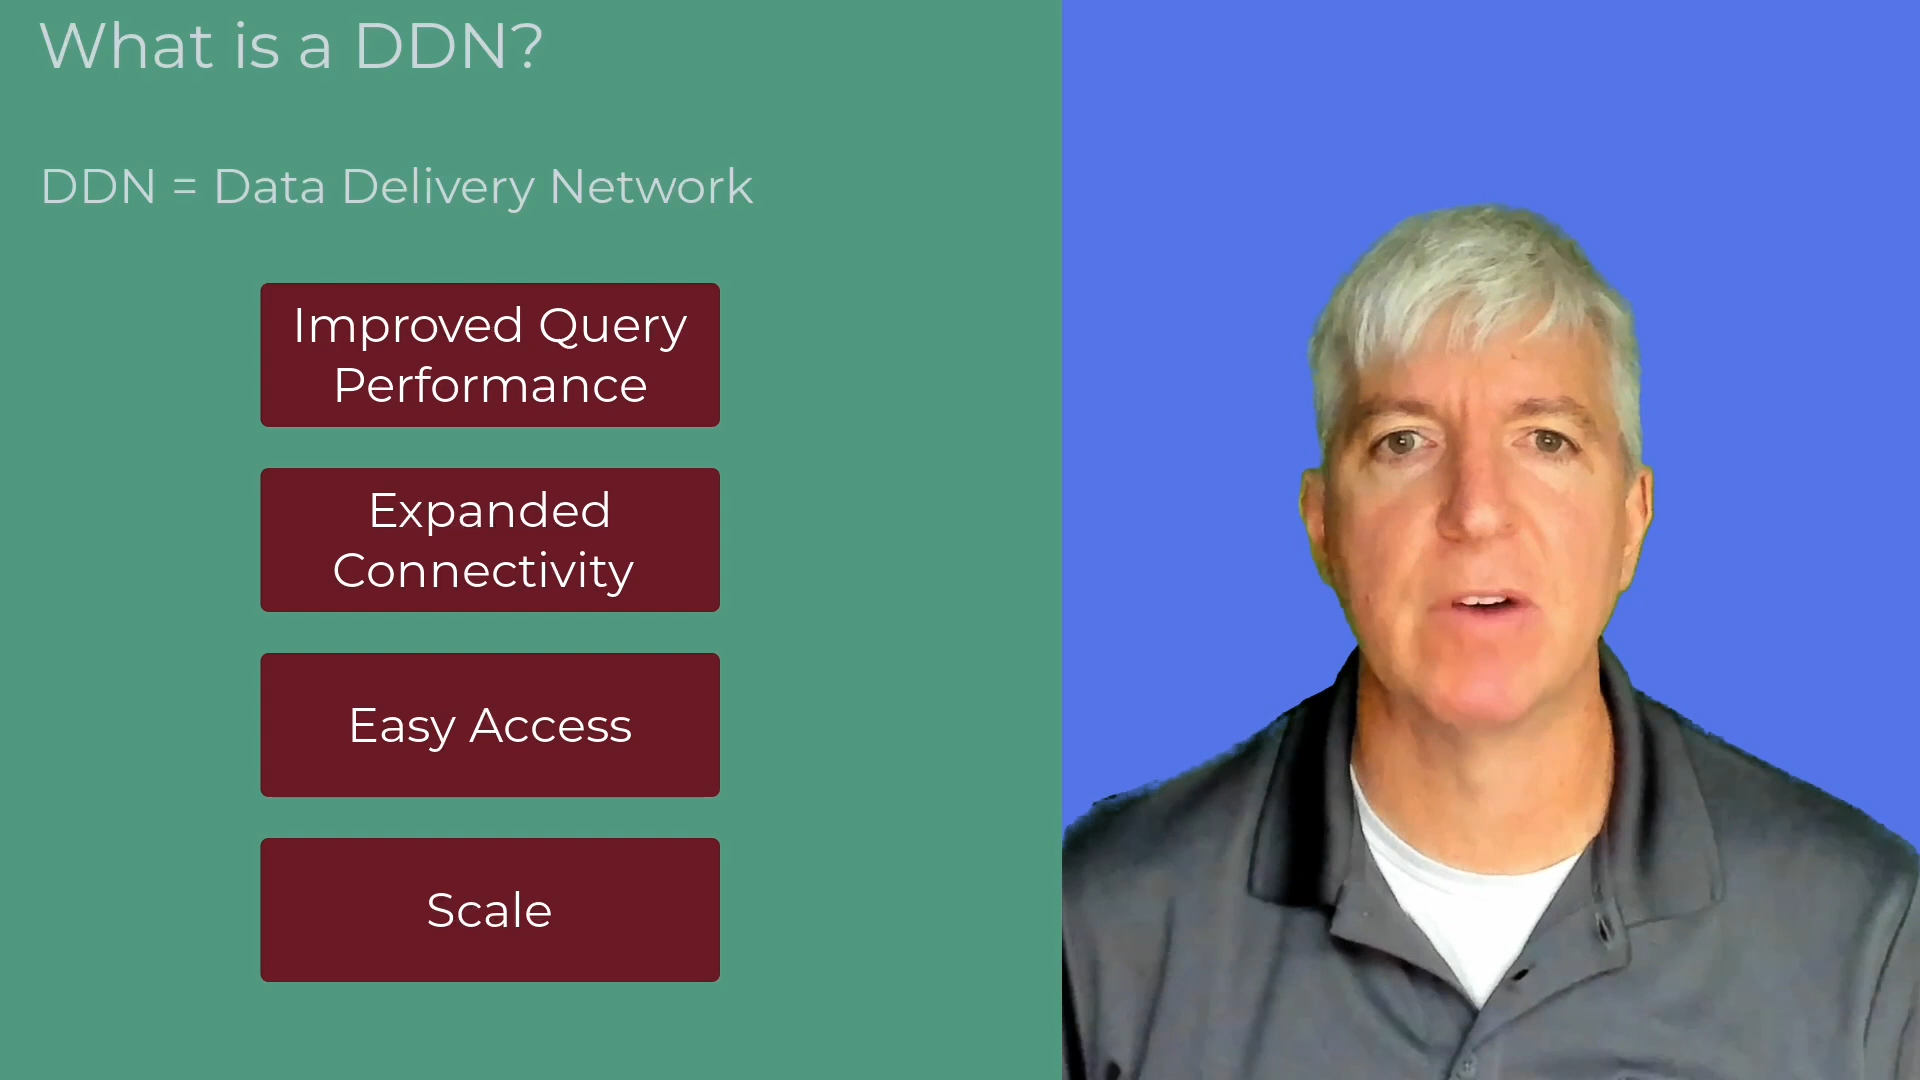 What is a DDN?
DDN = Data Delivery Network
Improved Query
Performance
Expanded
Connectivity
Easy Access
Scale